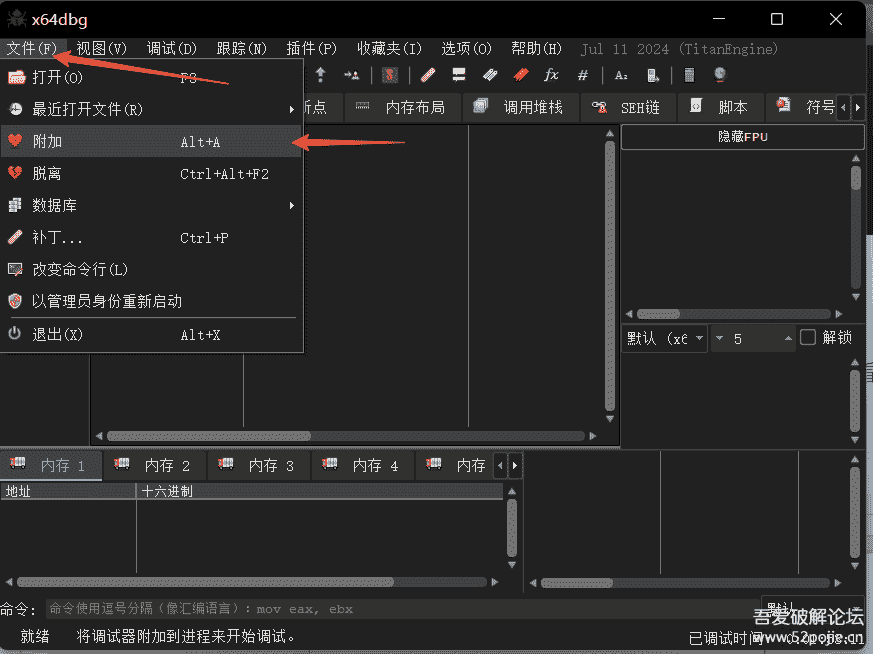 x64dbg
文件(F) 视图(V) 调试(D) 跟踪(N) 插件(P) 收藏夹(I) 选项(O) 帮助(H) Jul 11 2024 (TitanEngine)
打开(O)
最近打开文件(R)
附加 Alt+A
脱离 Ctrl+Alt+F2
数据库
补丁... Ctrl+P
改变命令行(L)
以管理员身份重新启动
退出(X) Alt+X
fx # A₂
点 内存布局 调用堆栈 SEH链 脚本 符号
隐藏FPU
默认 (x6 5 解锁
内存 1 内存 2 内存 3 内存 4 内存
地址 十六进制
命令: 命令使用逗号分隔（像汇编语言）: mov eax, ebx 默认
就绪 将调试器附加到进程来开始调试。 已调试时间
吾爱破解论坛
www.52pojie.cn